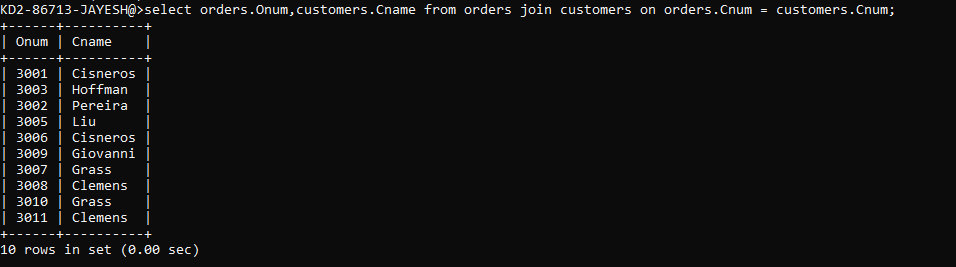 KD2-86713-JAYESH@>select orders.Onum,customers.Cname from orders join customers on orders.Cnum = customers.Cnum;
+------+----------+
| Onum | Cname    |
+------+----------+
| 3001 | Cisneros |
| 3003 | Hoffman  |
| 3002 | Pereira  |
| 3005 | Liu      |
| 3006 | Cisneros |
| 3009 | Giovanni |
| 3007 | Grass    |
| 3008 | Clemens  |
| 3010 | Grass    |
| 3011 | Clemens  |
+------+----------+
10 rows in set (0.00 sec)